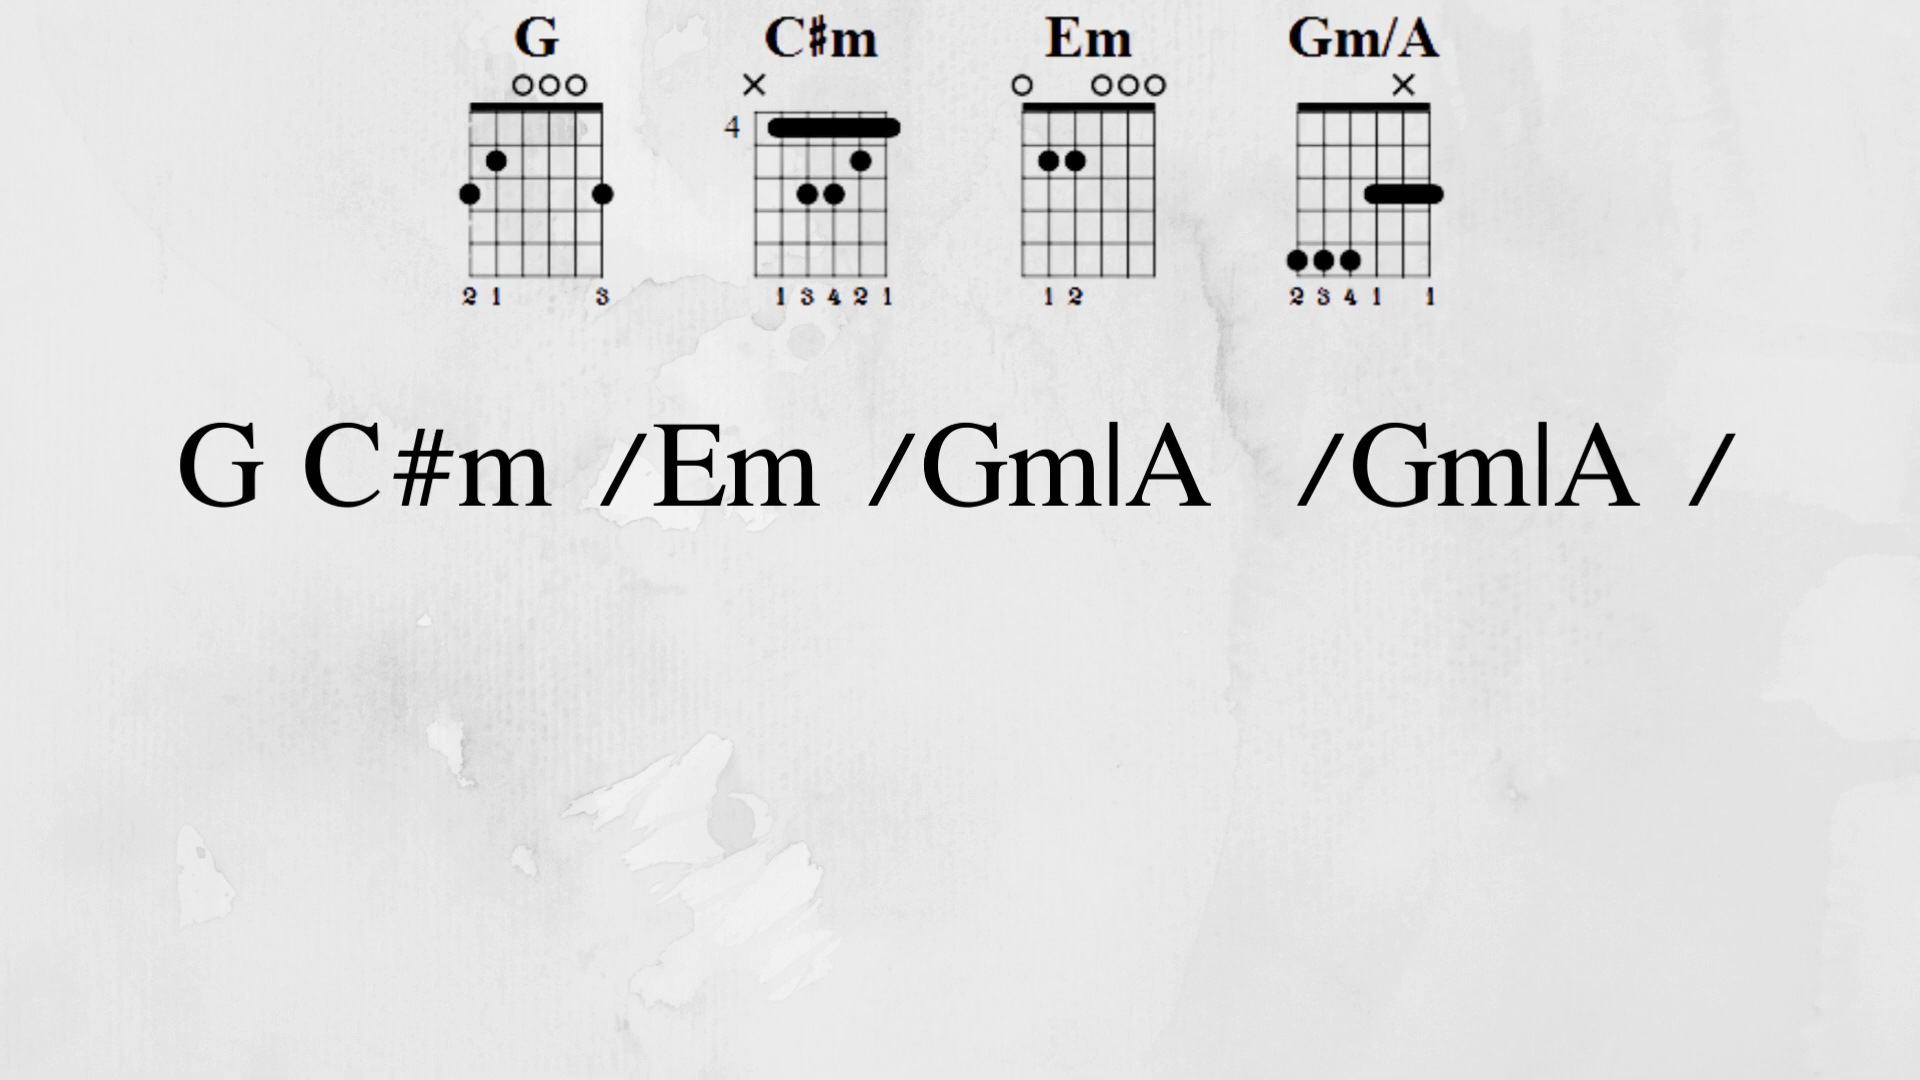 G C♯m Em Gm/A
× ×
4
2 1 3 1 3 4 2 1 1 2 2 3 4 1 1
G C#m /Em /Gm|A /Gm|A /